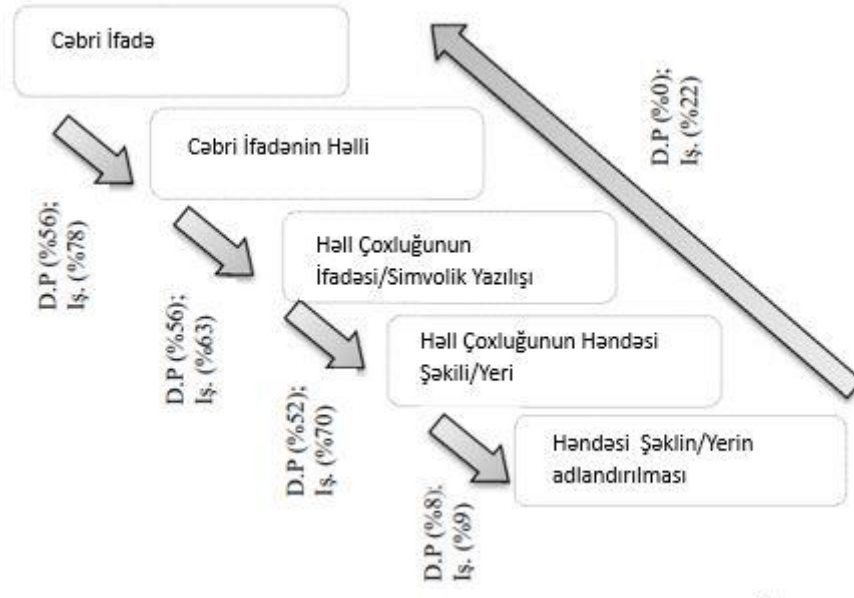 Cəbri İfadə
D.P (%0);
Iş. (%22)
Cəbri İfadənin Həlli
D.P (%56);
Iş. (%78)
Həll Çoxluğunun
İfadəsi/Simvolik Yazılışı
D.P (%56);
Iş. (%63)
Həll Çoxluğunun Həndəsi
Şəkili/Yeri
D.P (%52);
Iş. (%70)
Həndəsi Şəklin/Yerin
adlandırılması
D.P (%8);
Iş. (%9)